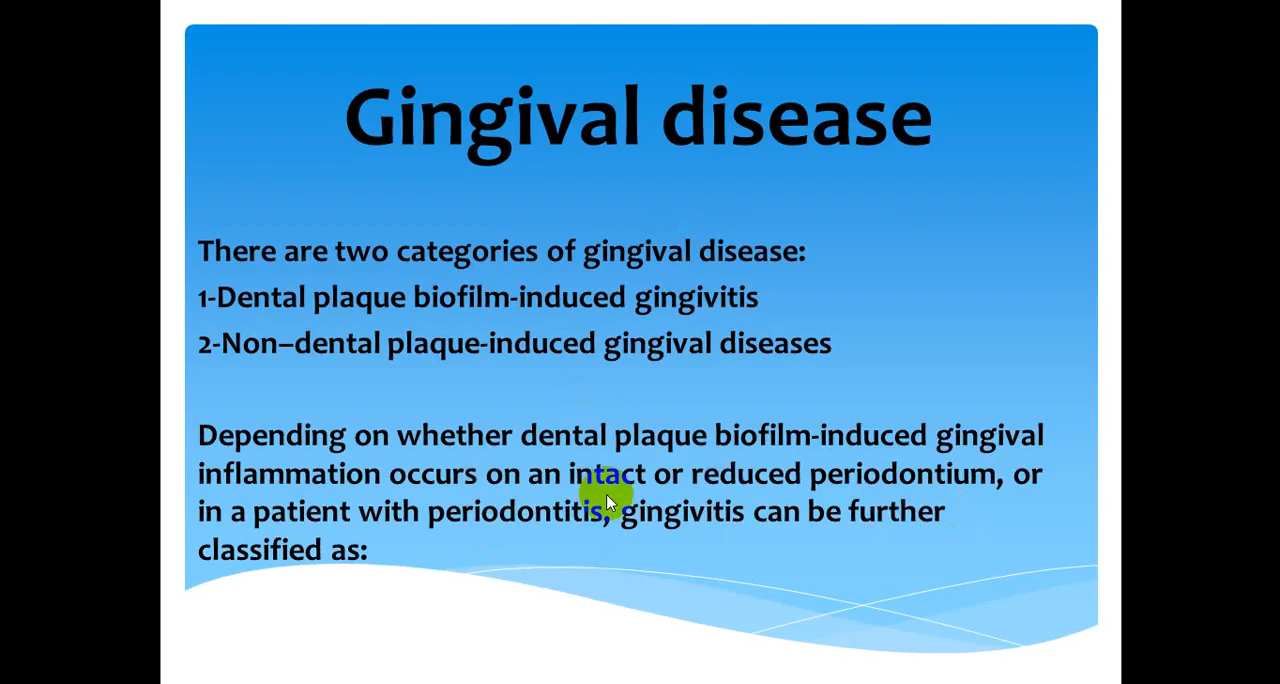 Gingival disease
There are two categories of gingival disease:
1-Dental plaque biofilm-induced gingivitis
2-Non–dental plaque-induced gingival diseases
Depending on whether dental plaque biofilm-induced gingival
inflammation occurs on an intact or reduced periodontium, or
in a patient with periodontitis, gingivitis can be further
classified as: